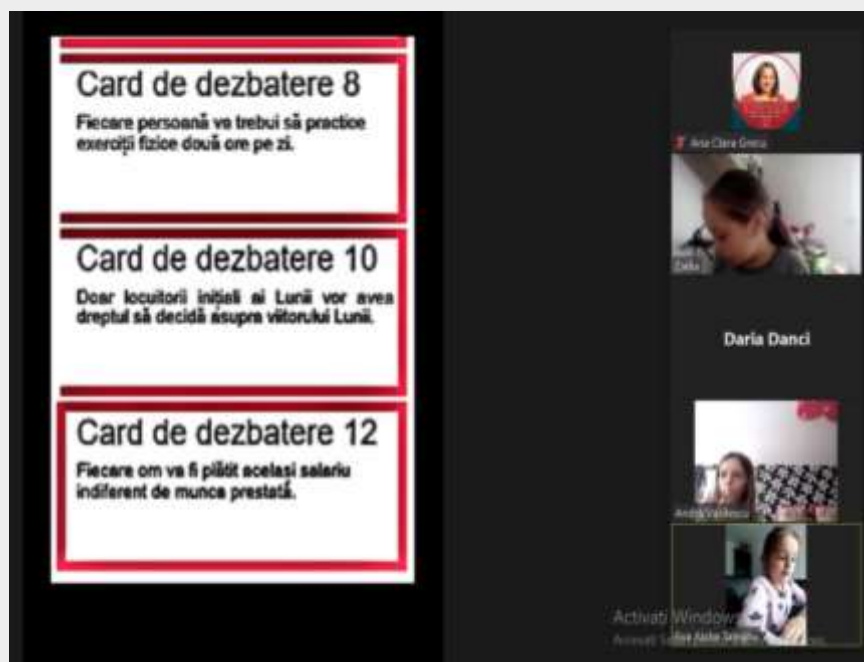 Card de dezbatere 8
Fiecare persoană va trebui să practice
exerciții fizice două ore pe zi.
Card de dezbatere 10
Doar locuitorii inițiali ai Lunii vor avea
dreptul să decidă asupra viitorului Lunii.
Card de dezbatere 12
Fiecare om va fi plătit același salariu
indiferent de munca prestată.
Ana Clara
Daria Danci
Activați Windows